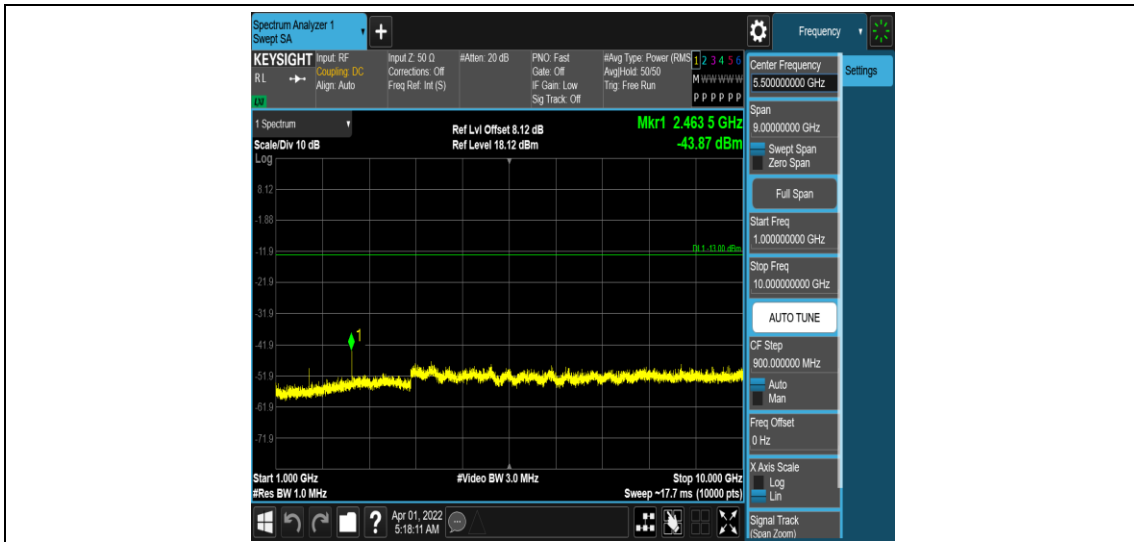 Spectrum Analyzer 1
Swept SA
+
Frequency
KEYSIGHT
RL
LXI
Input: RF
Coupling: DC
Align: Auto
Input Z: 50 Ω
Corrections: Off
Freq Ref: Int (S)
#Atten: 20 dB
PNO: Fast
Gate: Off
IF Gain: Low
Sig Track: Off
#Avg Type: Power (RMS
Avg|Hold: 50/50
Trig: Free Run
1 2 3 4 5 6
M W W W W W
P P P P P P
Center Frequency
5.500000000 GHz
Settings
Span
9.00000000 GHz
Swept Span
Zero Span
Full Span
Start Freq
1.000000000 GHz
Stop Freq
10.000000000 GHz
AUTO TUNE
CF Step
900.000000 MHz
Auto
Man
Freq Offset
0 Hz
X Axis Scale
Log
Lin
Signal Track
(Span Zoom)
1 Spectrum
Scale/Div 10 dB
Log
Ref Lvl Offset 8.12 dB
Ref Level 18.12 dBm
Mkr1 2.463 5 GHz
-43.87 dBm
8.12
-1.88
-11.9
DL1 -13.00 dBm
-21.9
-31.9
1
-41.9
-51.9
-61.9
-71.9
Start 1.000 GHz
#Video BW 3.0 MHz
Stop 10.000 GHz
#Res BW 1.0 MHz
Sweep ~17.7 ms (10000 pts)
?
Apr 01, 2022
5:18:11 AM